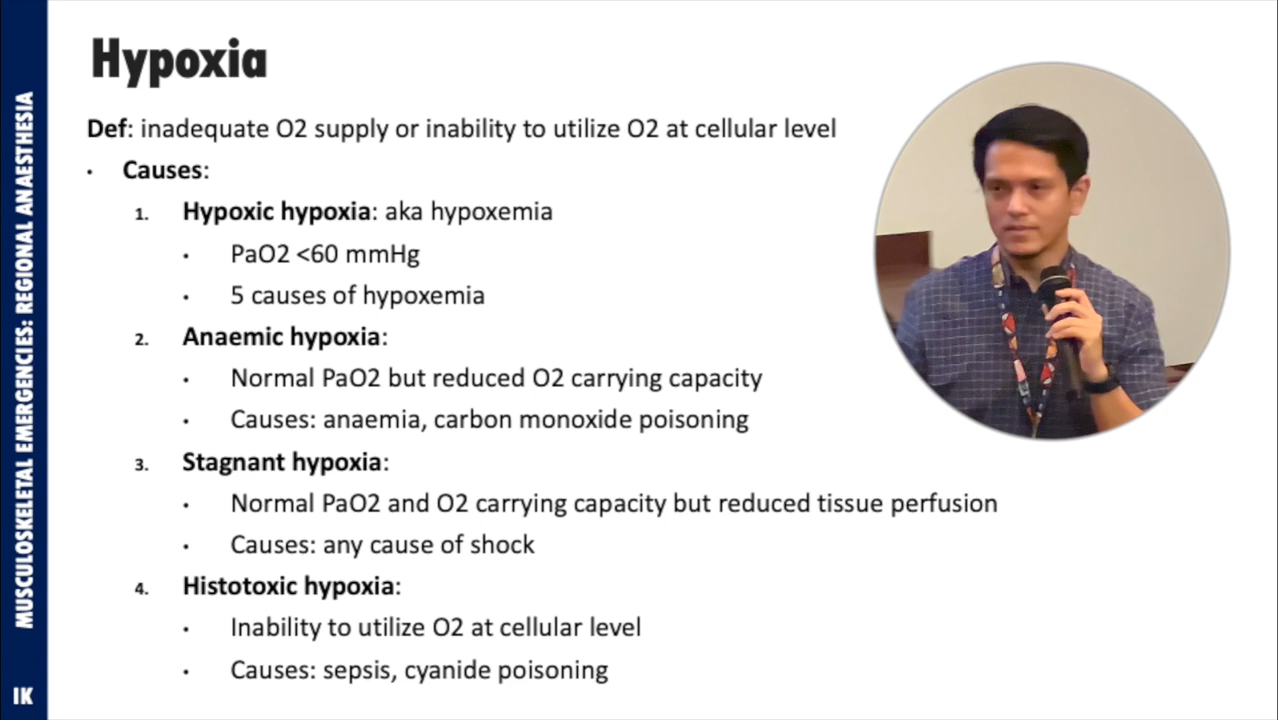 Hypoxia
Def: inadequate O2 supply or inability to utilize O2 at cellular level
• Causes:
1. Hypoxic hypoxia: aka hypoxemia
• PaO2 <60 mmHg
• 5 causes of hypoxemia
2. Anaemic hypoxia:
• Normal PaO2 but reduced O2 carrying capacity
• Causes: anaemia, carbon monoxide poisoning
3. Stagnant hypoxia:
• Normal PaO2 and O2 carrying capacity but reduced tissue perfusion
• Causes: any cause of shock
4. Histotoxic hypoxia:
• Inability to utilize O2 at cellular level
• Causes: sepsis, cyanide poisoning
MUSCULOSKELETAL EMERGENCIES: REGIONAL ANAESTHESIA
IK